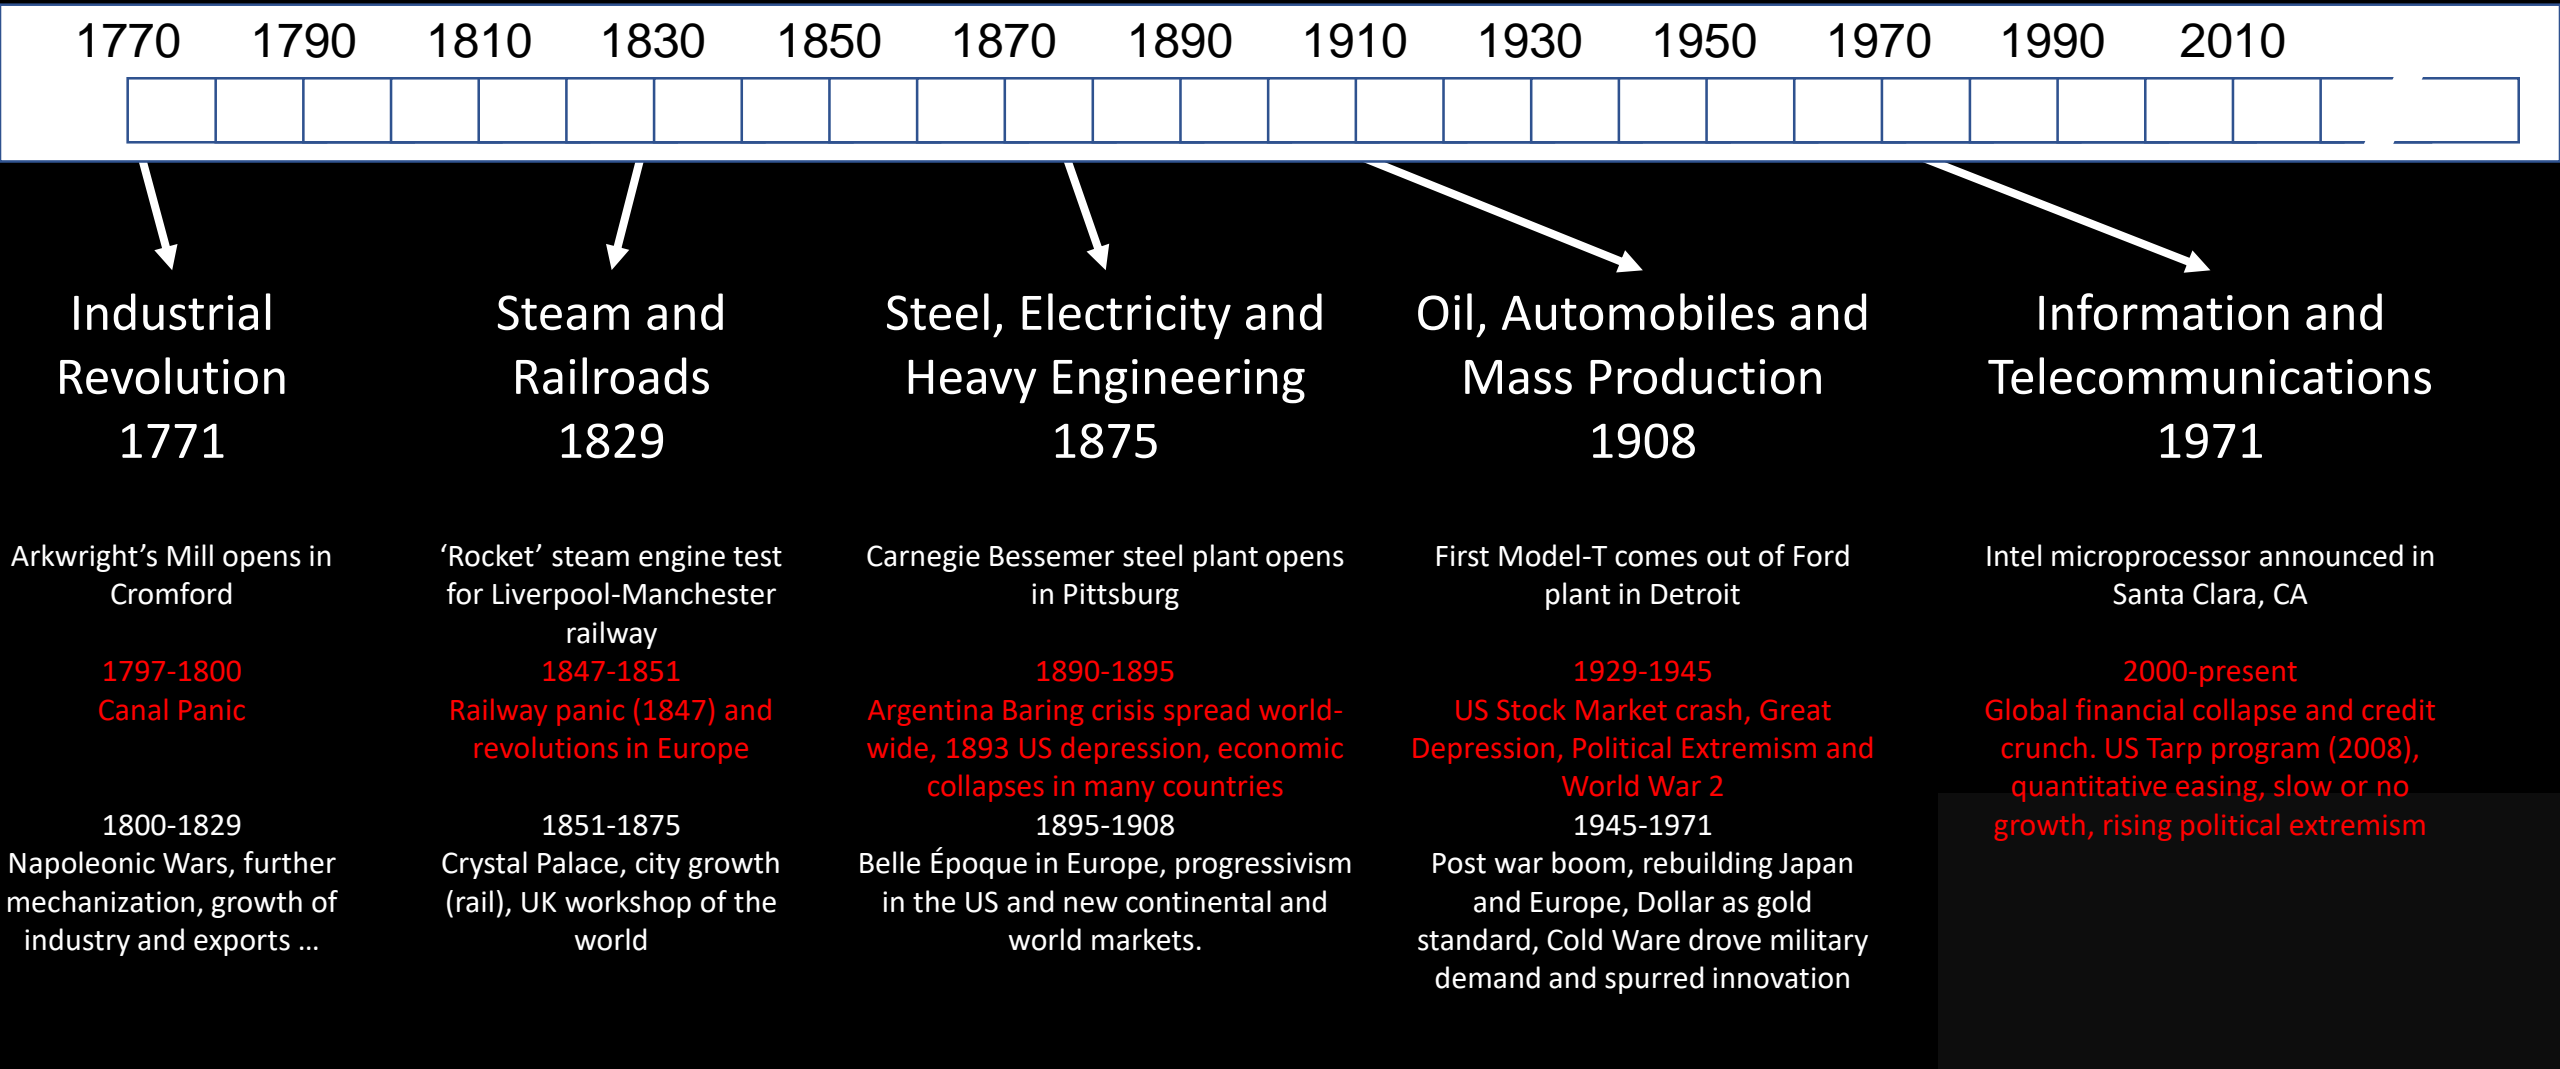 1770 1790 1810 1830 1850 1870 1890 1910 1930 1950 1970 1990 2010
Industrial
Revolution
1771
Arkwright’s Mill opens in
Cromford
1797-1800
Canal Panic
1800-1829
Napoleonic Wars, further
mechanization, growth of
industry and exports ...
Steam and
Railroads
1829
‘Rocket’ steam engine test
for Liverpool-Manchester
railway
1847-1851
Railway panic (1847) and
revolutions in Europe
1851-1875
Crystal Palace, city growth
(rail), UK workshop of the
world
Steel, Electricity and
Heavy Engineering
1875
Carnegie Bessemer steel plant opens
in Pittsburg
1890-1895
Argentina Baring crisis spread world-
wide, 1893 US depression, economic
collapses in many countries
1895-1908
Belle Époque in Europe, progressivism
in the US and new continental and
world markets.
Oil, Automobiles and
Mass Production
1908
First Model-T comes out of Ford
plant in Detroit
1929-1945
US Stock Market crash, Great
Depression, Political Extremism and
World War 2
1945-1971
Post war boom, rebuilding Japan
and Europe, Dollar as gold
standard, Cold Ware drove military
demand and spurred innovation
Information and
Telecommunications
1971
Intel microprocessor announced in
Santa Clara, CA
2000-present
Global financial collapse and credit
crunch. US Tarp program (2008),
quantitative easing, slow or no
growth, rising political extremism